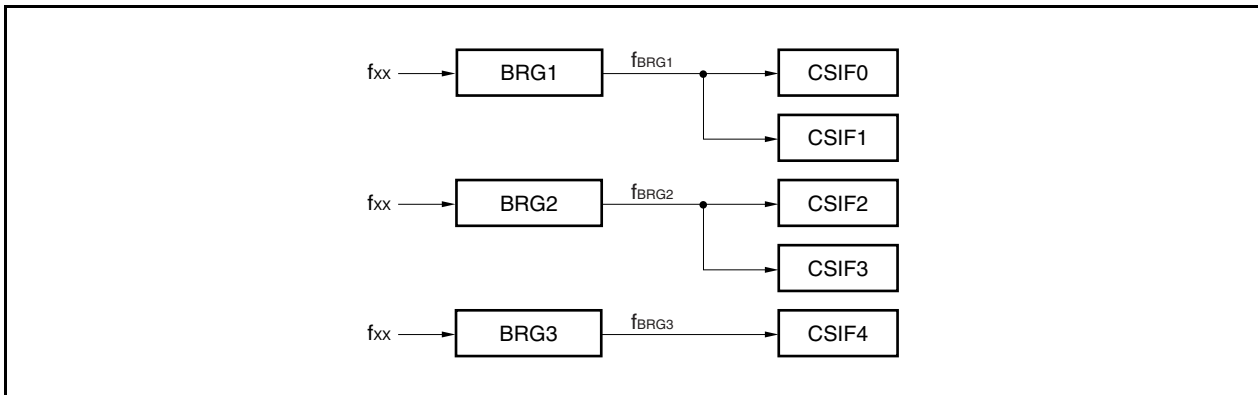 fxx BRG1 fBRG1 CSIF0
CSIF1
fxx BRG2 fBRG2 CSIF2
CSIF3
fxx BRG3 fBRG3 CSIF4